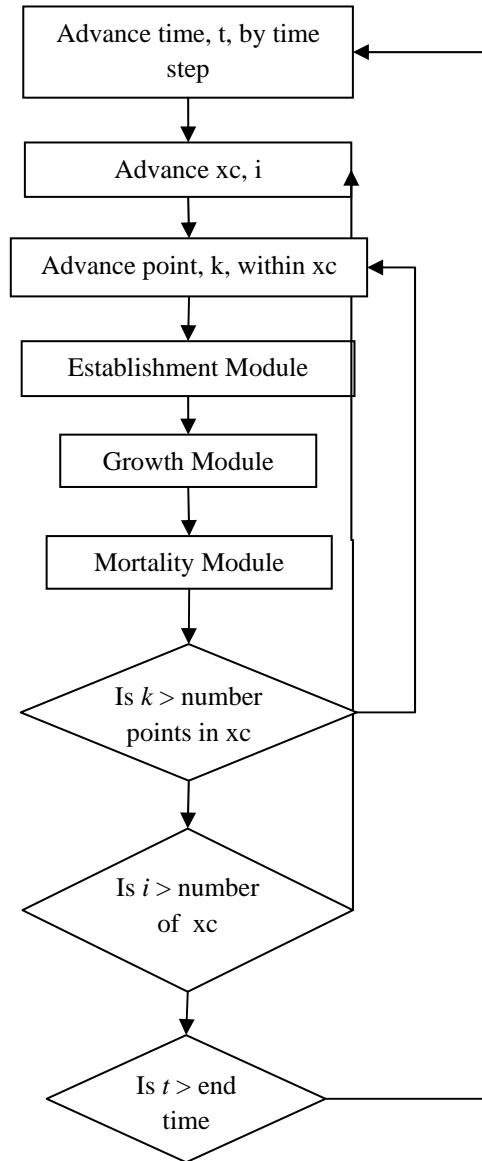 Advance time, t, by time
step
Advance xc, i
Advance point, k, within xc
Establishment Module
Growth Module
Mortality Module
Is k > number
points in xc
Is i > number
of xc
Is t > end
time